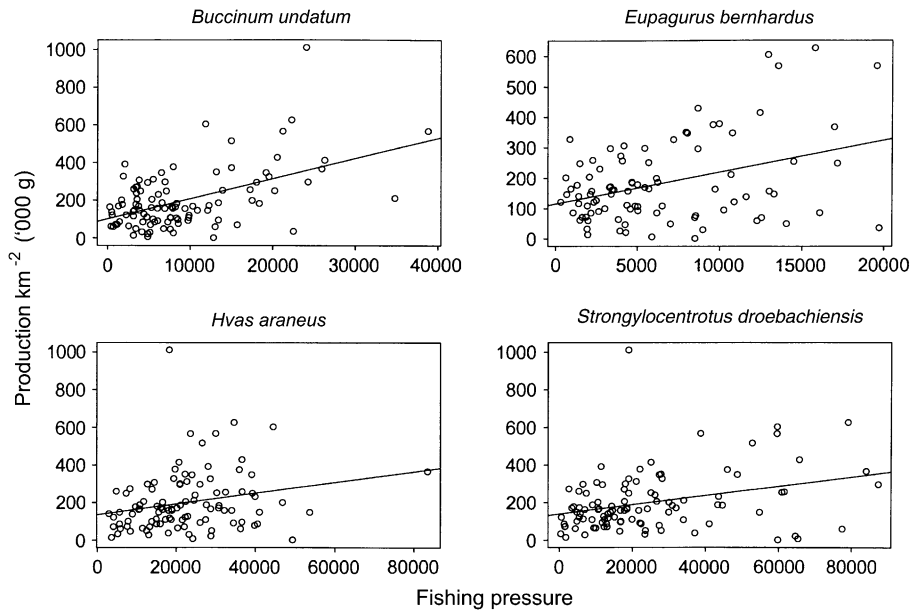 Buccinum undatum
Eupagurus bernhardus
1000
800
600
400
200
0
0 10000 20000 30000 40000
600
500
400
300
200
100
0
0 5000 10000 15000 20000
Production km⁻² ('000 g)
Hvas araneus
Strongylocentrotus droebachiensis
1000
800
600
400
200
0
0 20000 40000 60000 80000
1000
800
600
400
200
0
0 20000 40000 60000 80000
Fishing pressure